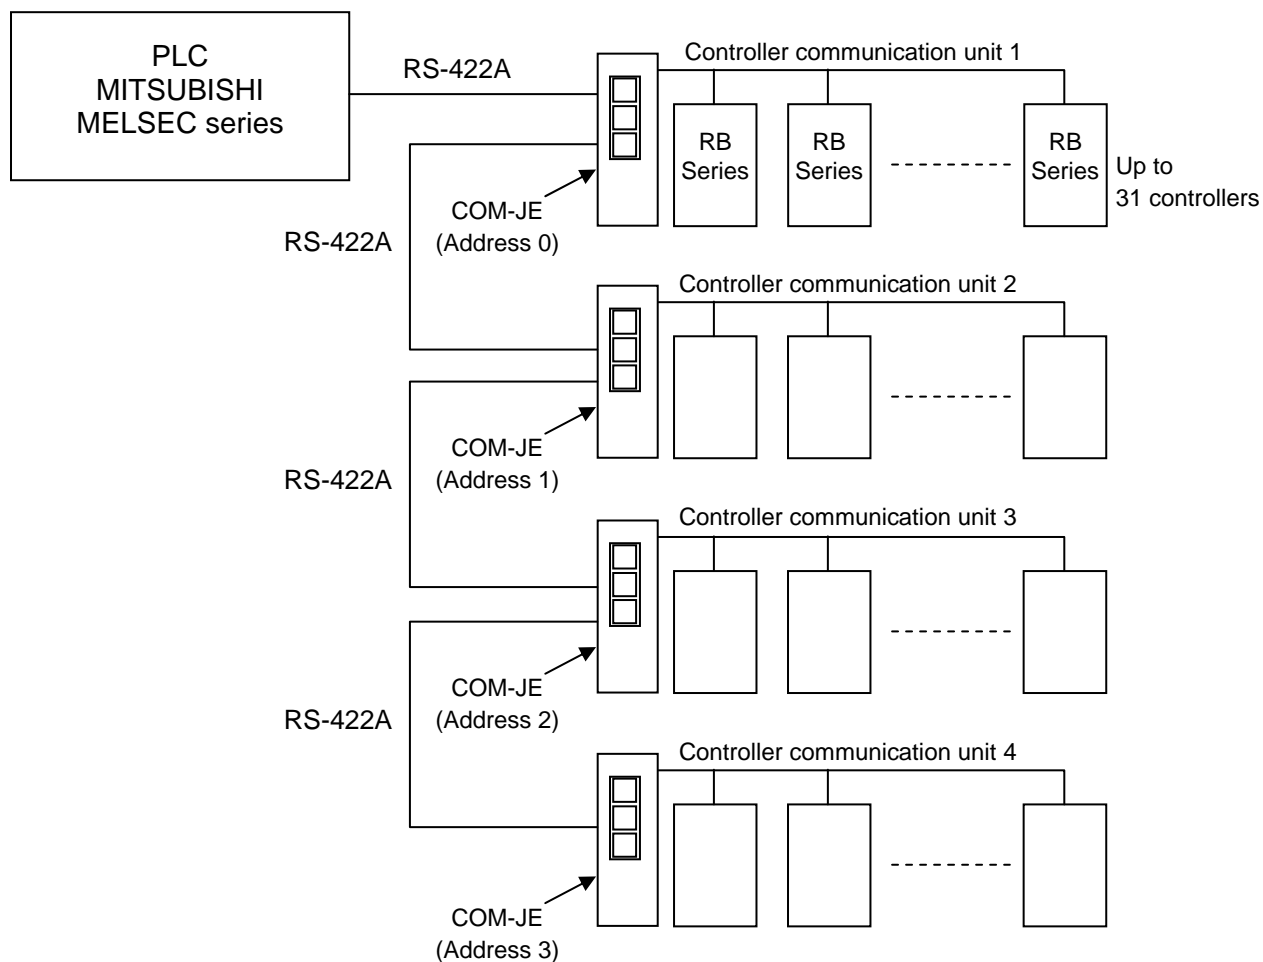 PLC
MITSUBISHI
MELSEC series
RS-422A
Controller communication unit 1
RB
Series
RB
Series
RB
Series
Up to
31 controllers
COM-JE
(Address 0)
RS-422A
Controller communication unit 2
COM-JE
(Address 1)
RS-422A
Controller communication unit 3
COM-JE
(Address 2)
RS-422A
Controller communication unit 4
COM-JE
(Address 3)